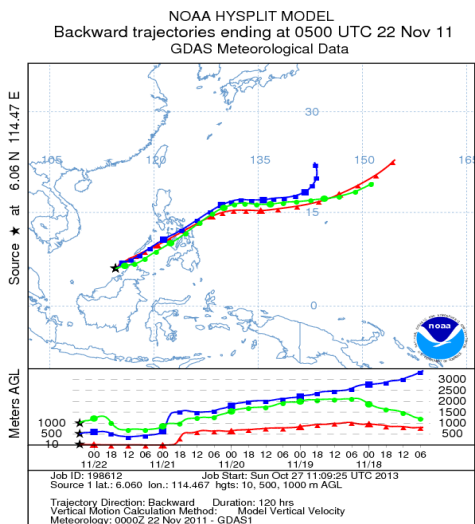 NOAA HYSPLIT MODEL
Backward trajectories ending at 0500 UTC 22 Nov 11
GDAS Meteorological Data
Source ★ at 6.06 N 114.47 E
105 120 135 150 165
30
15
0
noaa
Meters AGL
1000
500
10
3000
2500
2000
1500
1000
500
00 18 12 06 00 18 12 06 00 18 12 06 00 18 12 06 00 18 12 06
11/22 11/21 11/20 11/19 11/18
Job ID: 198612 Job Start: Sun Oct 27 11:09:25 UTC 2013
Source 1 lat.: 6.060 lon.: 114.467 hgts: 10, 500, 1000 m AGL
Trajectory Direction: Backward Duration: 120 hrs
Vertical Motion Calculation Method: Model Vertical Velocity
Meteorology: 0000Z 22 Nov 2011 - GDAS1